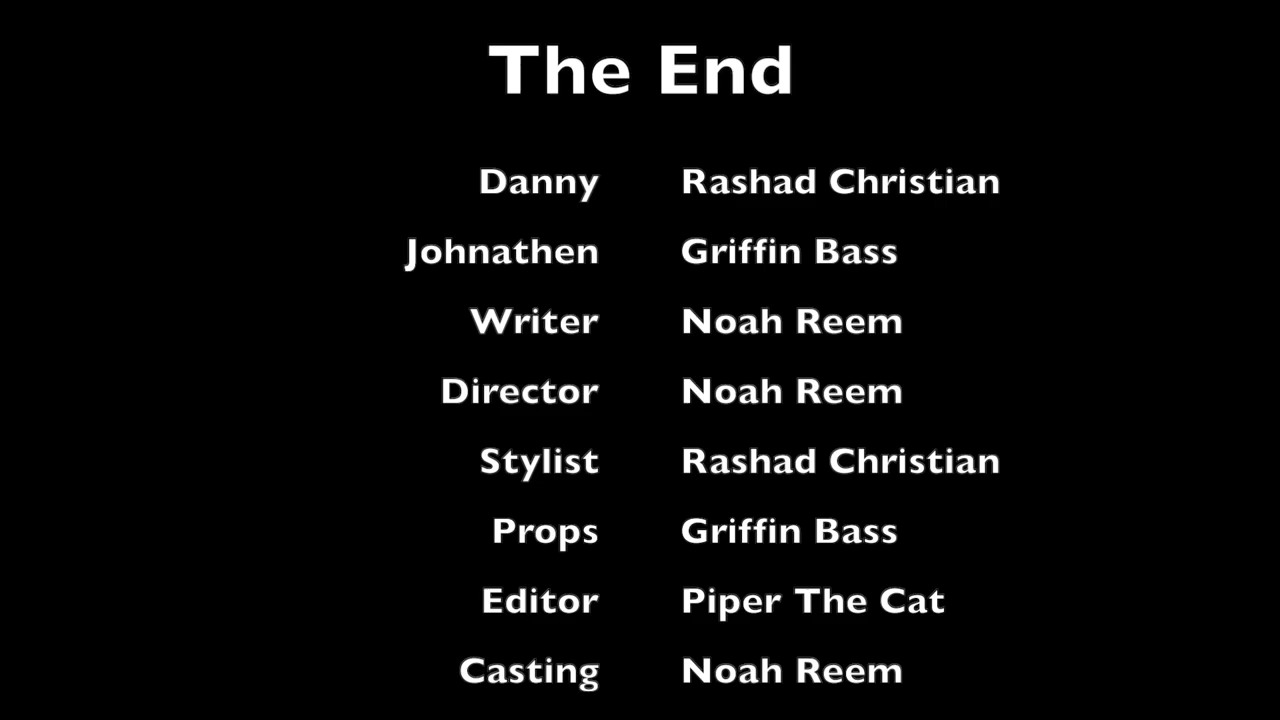 The End
Danny Rashad Christian
Johnathen Griffin Bass
Writer Noah Reem
Director Noah Reem
Stylist Rashad Christian
Props Griffin Bass
Editor Piper The Cat
Casting Noah Reem